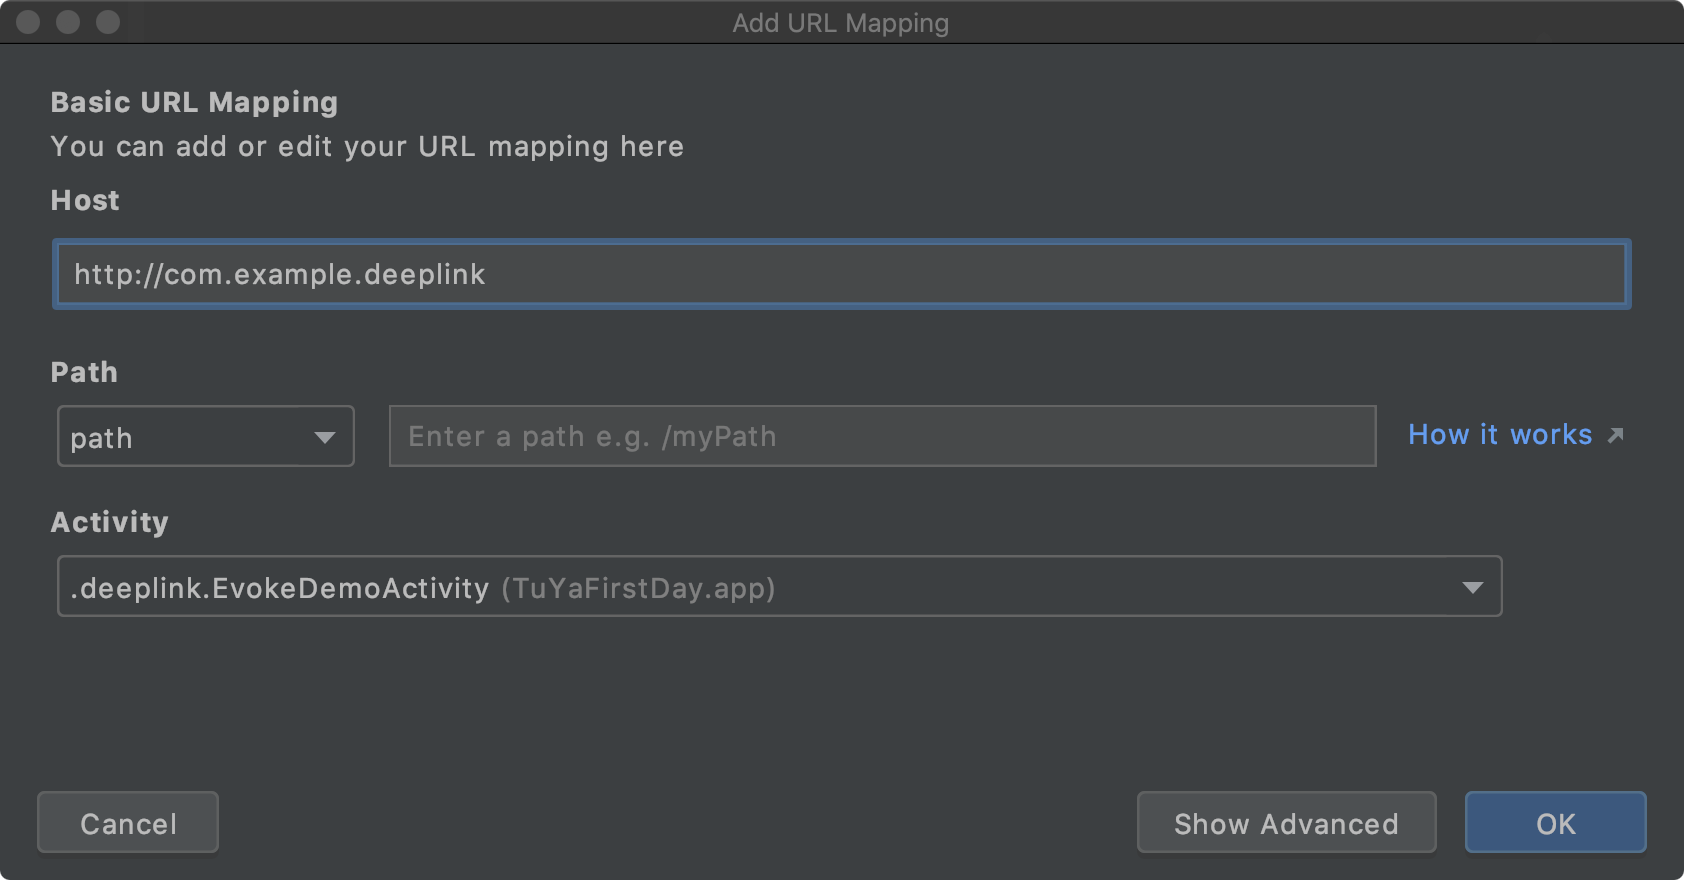 Add URL Mapping
Basic URL Mapping
You can add or edit your URL mapping here
Host
http://com.example.deeplink
Path
path
Enter a path e.g. /myPath
How it works
Activity
.deeplink.EvokeDemoActivity (TuYaFirstDay.app)
Cancel
Show Advanced
OK